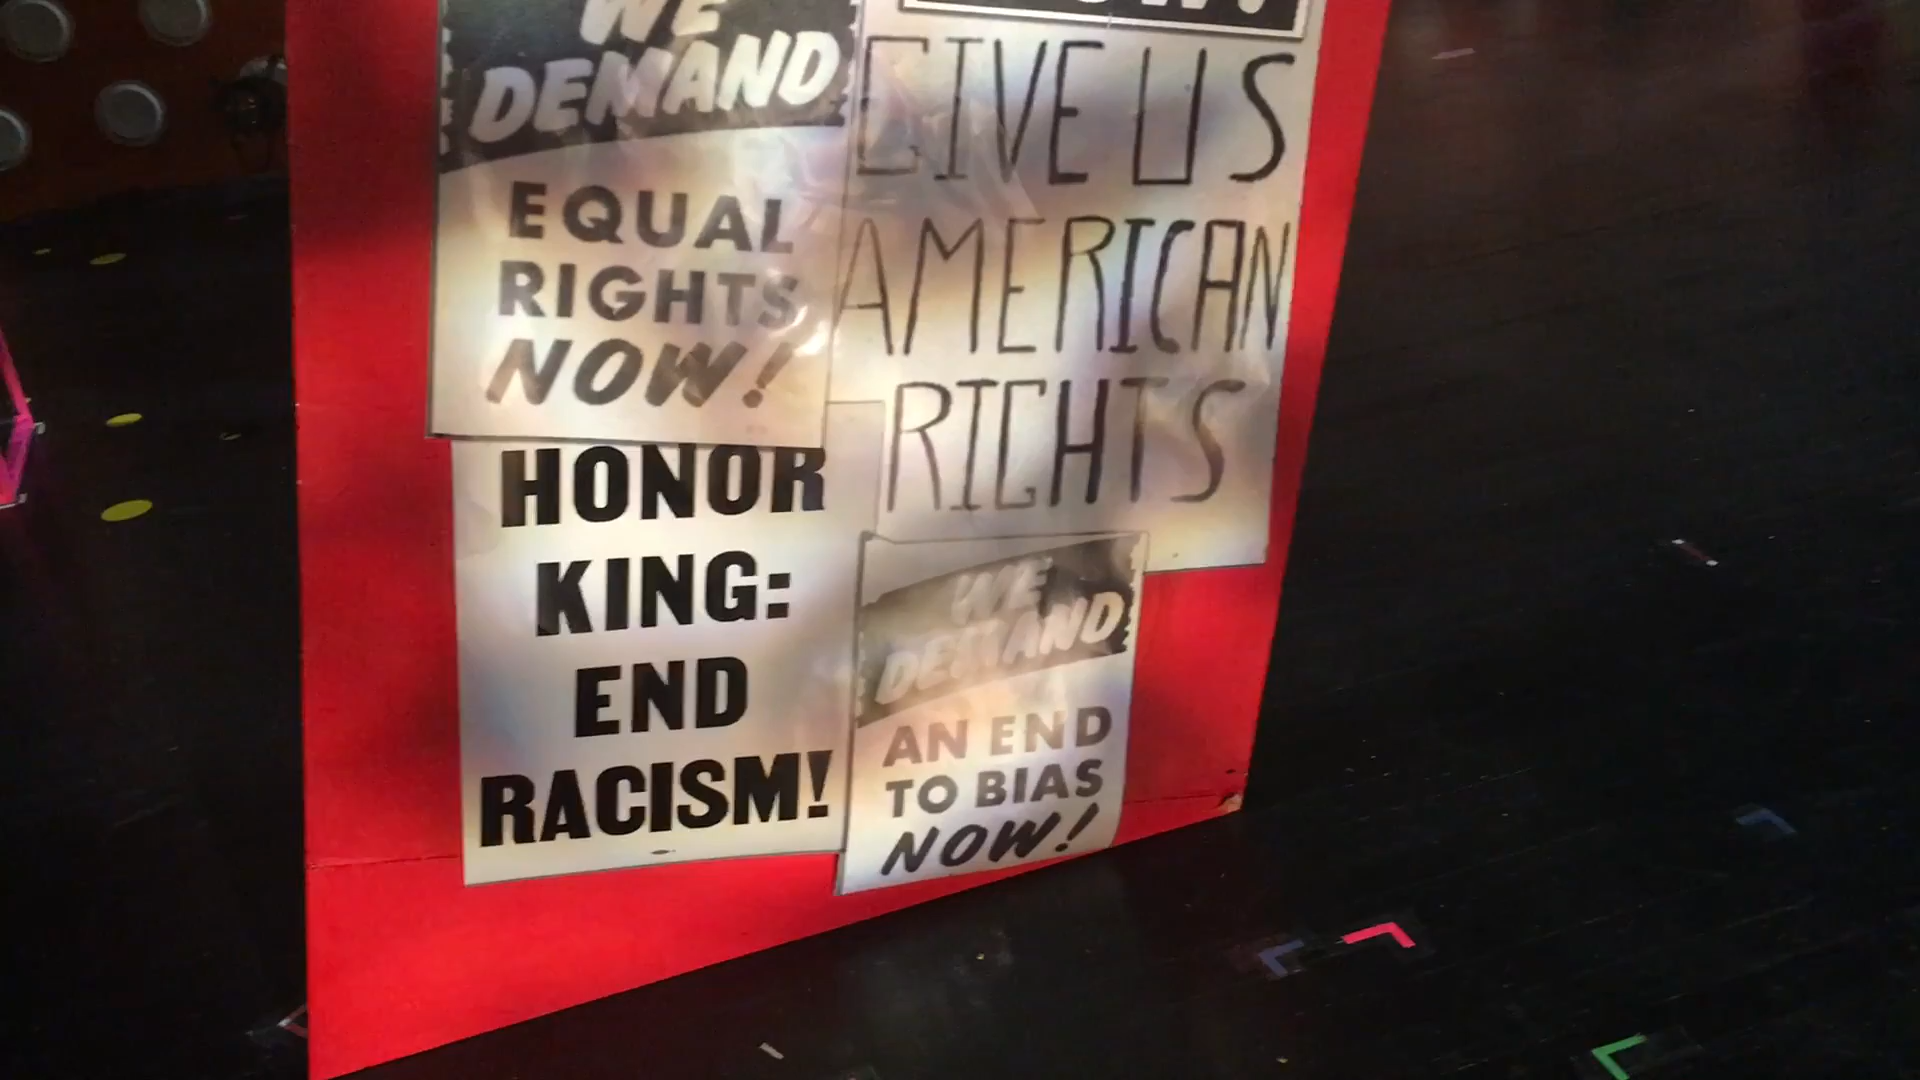 WE
DEMAND
EQUAL
RIGHTS
NOW!
GIVE US
AMERICAN
RIGHTS
HONOR
KING:
END
RACISM!
WE
DEMAND
AN END
TO BIAS
NOW!